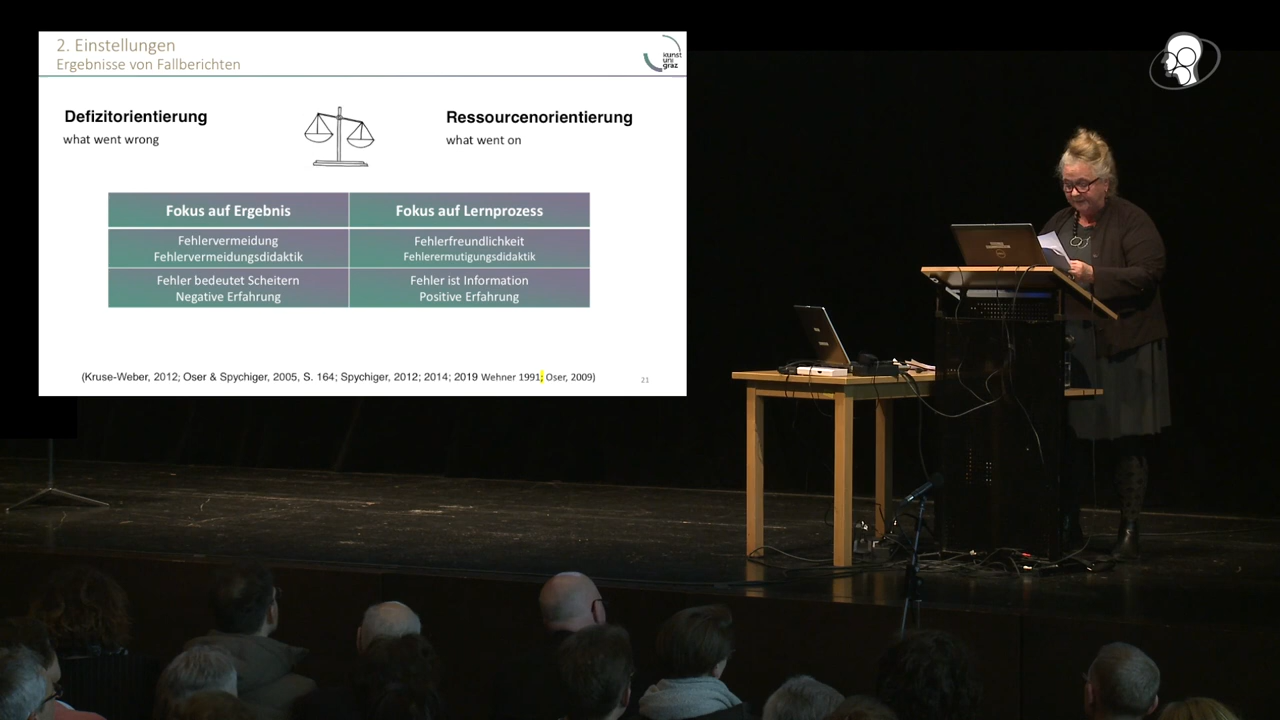 2. Einstellungen
Ergebnisse von Fallberichten
kunst
uni
graz
Defizitorientierung
what went wrong
Ressourcenorientierung
what went on
Fokus auf Ergebnis
Fokus auf Lernprozess
Fehlervermeidung
Fehlervermeidungsdidaktik
Fehlerfreundlichkeit
Fehlerermutigungsdidaktik
Fehler bedeutet Scheitern
Negative Erfahrung
Fehler ist Information
Positive Erfahrung
(Kruse-Weber, 2012; Oser & Spychiger, 2005, S. 164; Spychiger, 2012; 2014; 2019 Wehner 1991; Oser, 2009)
21